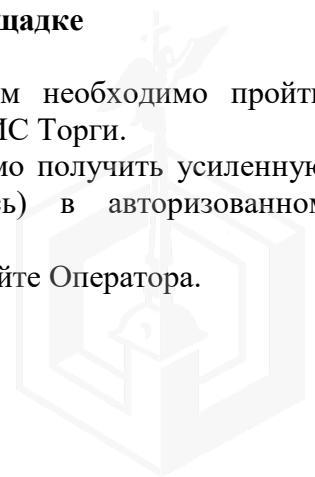 щадке
м необходимо пройти
ИС Торги.
мо получить усиленную
ь) в авторизованном
йте Оператора.